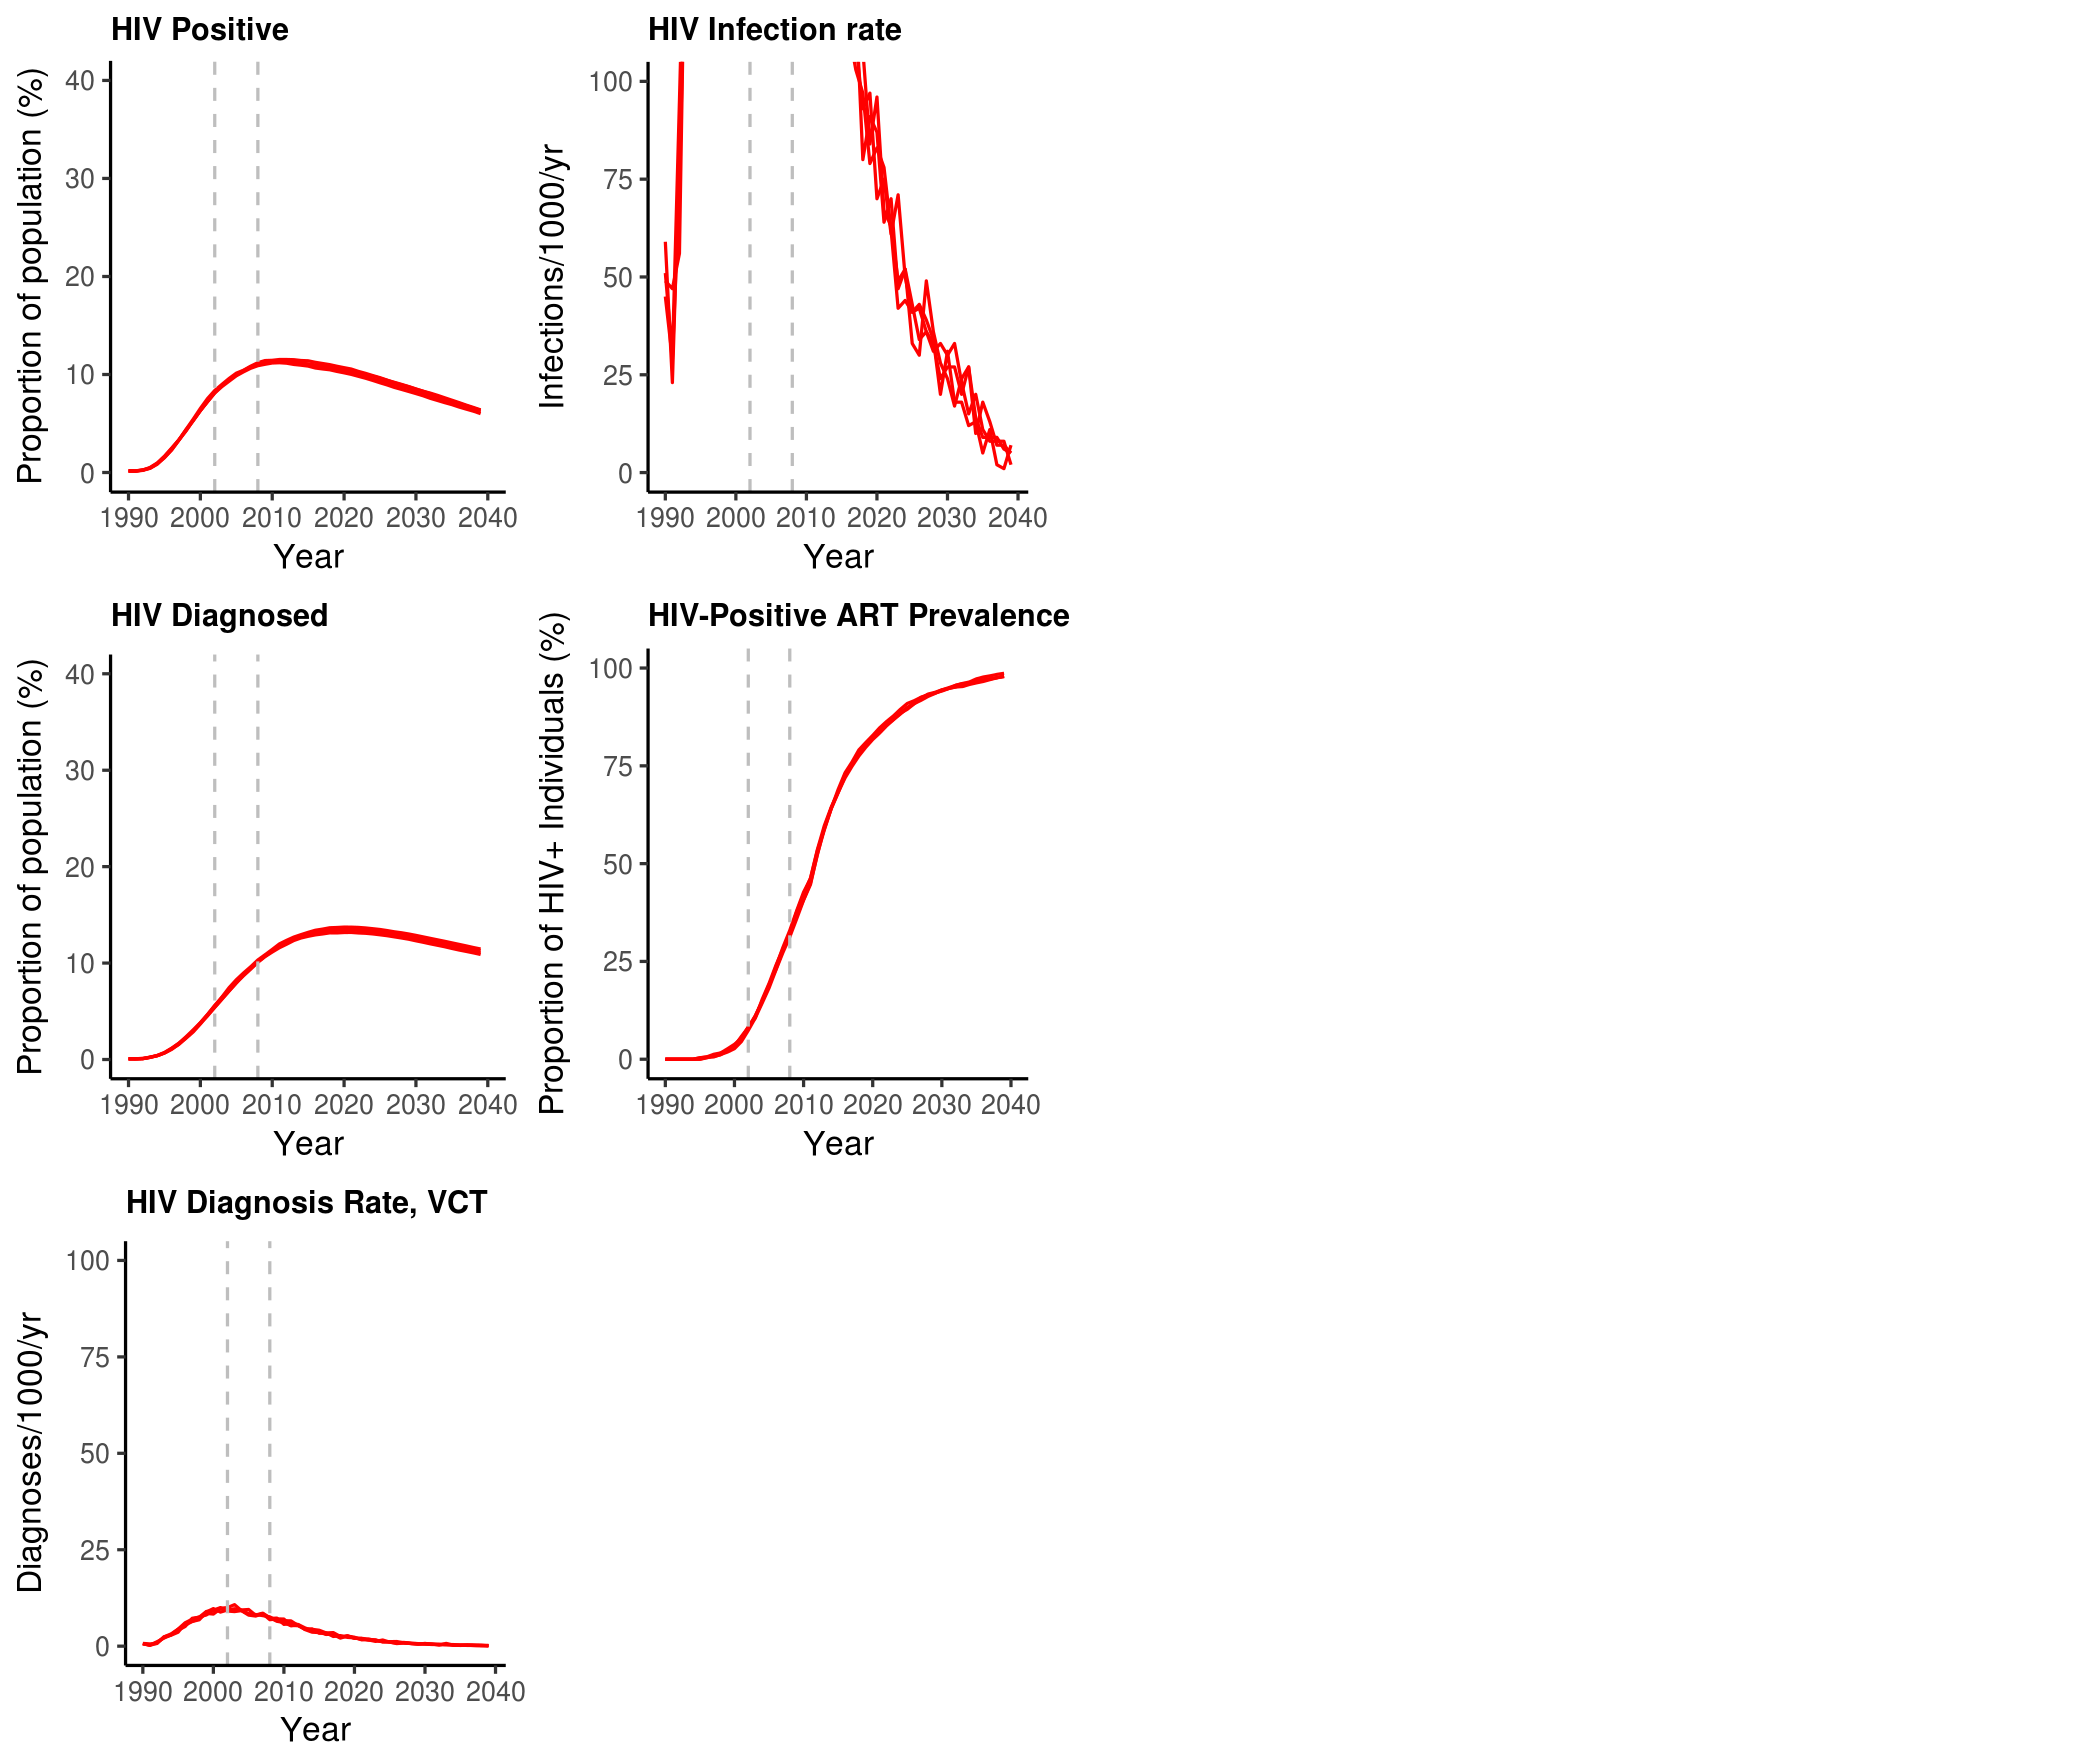 HIV Positive
Proportion of population (%)
40
30
20
10
0
1990 2000 2010 2020 2030 2040
Year
HIV Infection rate
Infections/1000/yr
100
75
50
25
0
1990 2000 2010 2020 2030 2040
Year
HIV Diagnosed
Proportion of population (%)
40
30
20
10
0
1990 2000 2010 2020 2030 2040
Year
HIV-Positive ART Prevalence
Proportion of HIV+ Individuals (%)
100
75
50
25
0
1990 2000 2010 2020 2030 2040
Year
HIV Diagnosis Rate, VCT
Diagnoses/1000/yr
100
75
50
25
0
1990 2000 2010 2020 2030 2040
Year